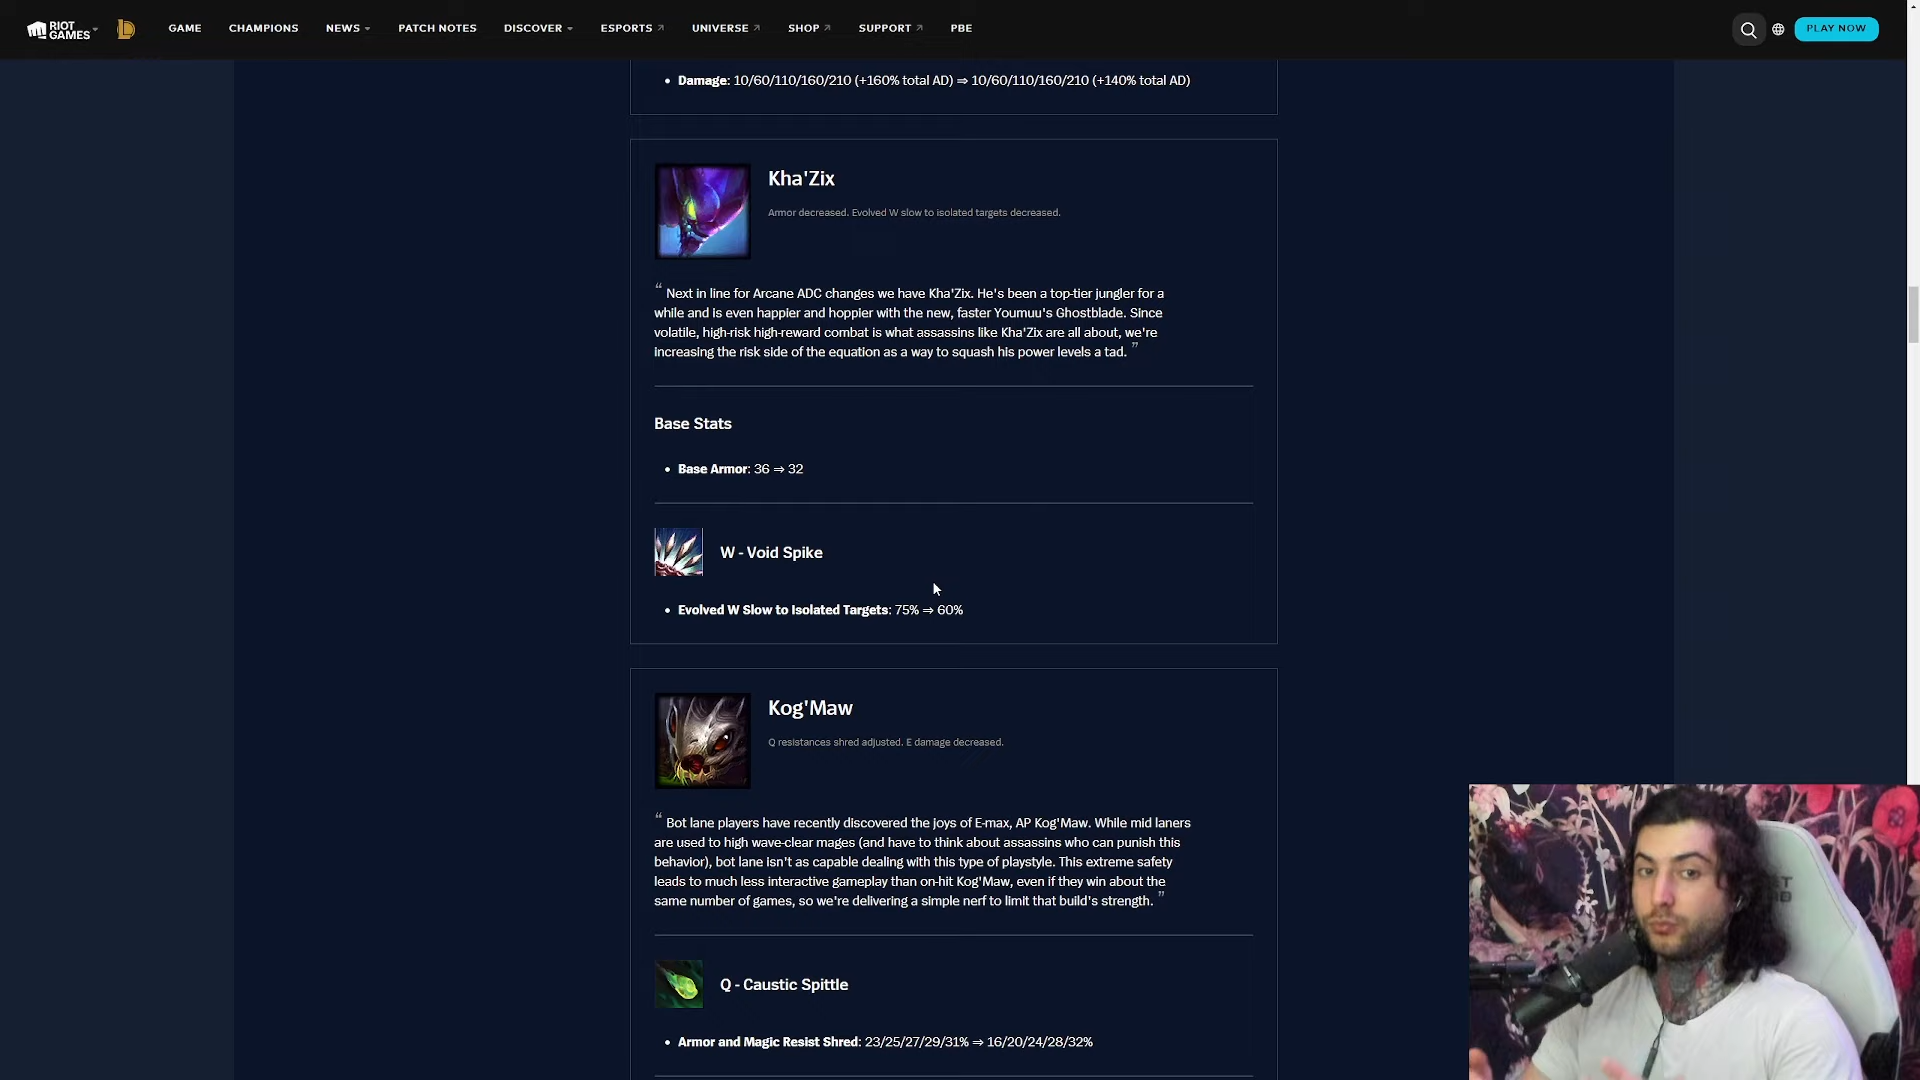 RIOT GAMES
GAME CHAMPIONS NEWS PATCH NOTES DISCOVER ESPORTS UNIVERSE SHOP SUPPORT PBE PLAY NOW
• Damage: 10/60/110/160/210 (+160% total AD) ⇒ 10/60/110/160/210 (+140% total AD)
Kha'Zix
Armor decreased. Evolved W slow to isolated targets decreased.
“ Next in line for Arcane ADC changes we have Kha'Zix. He's been a top-tier jungler for a
while and is even happier and hoppier with the new, faster Youmuu's Ghostblade. Since
volatile, high-risk high-reward combat is what assassins like Kha'Zix are all about, we're
increasing the risk side of the equation as a way to squash his power levels a tad. ”
Base Stats
• Base Armor: 36 ⇒ 32
W - Void Spike
• Evolved W Slow to Isolated Targets: 75% ⇒ 60%
Kog'Maw
Q resistances shred adjusted. E damage decreased.
“ Bot lane players have recently discovered the joys of E-max, AP Kog'Maw. While mid laners
are used to high wave-clear mages (and have to think about assassins who can punish this
behavior), bot lane isn't as capable dealing with this type of playstyle. This extreme safety
leads to much less interactive gameplay than on-hit Kog'Maw, even if they win about the
same number of games, so we're delivering a simple nerf to limit that build's strength. ”
Q - Caustic Spittle
• Armor and Magic Resist Shred: 23/25/27/29/31% ⇒ 16/20/24/28/32%